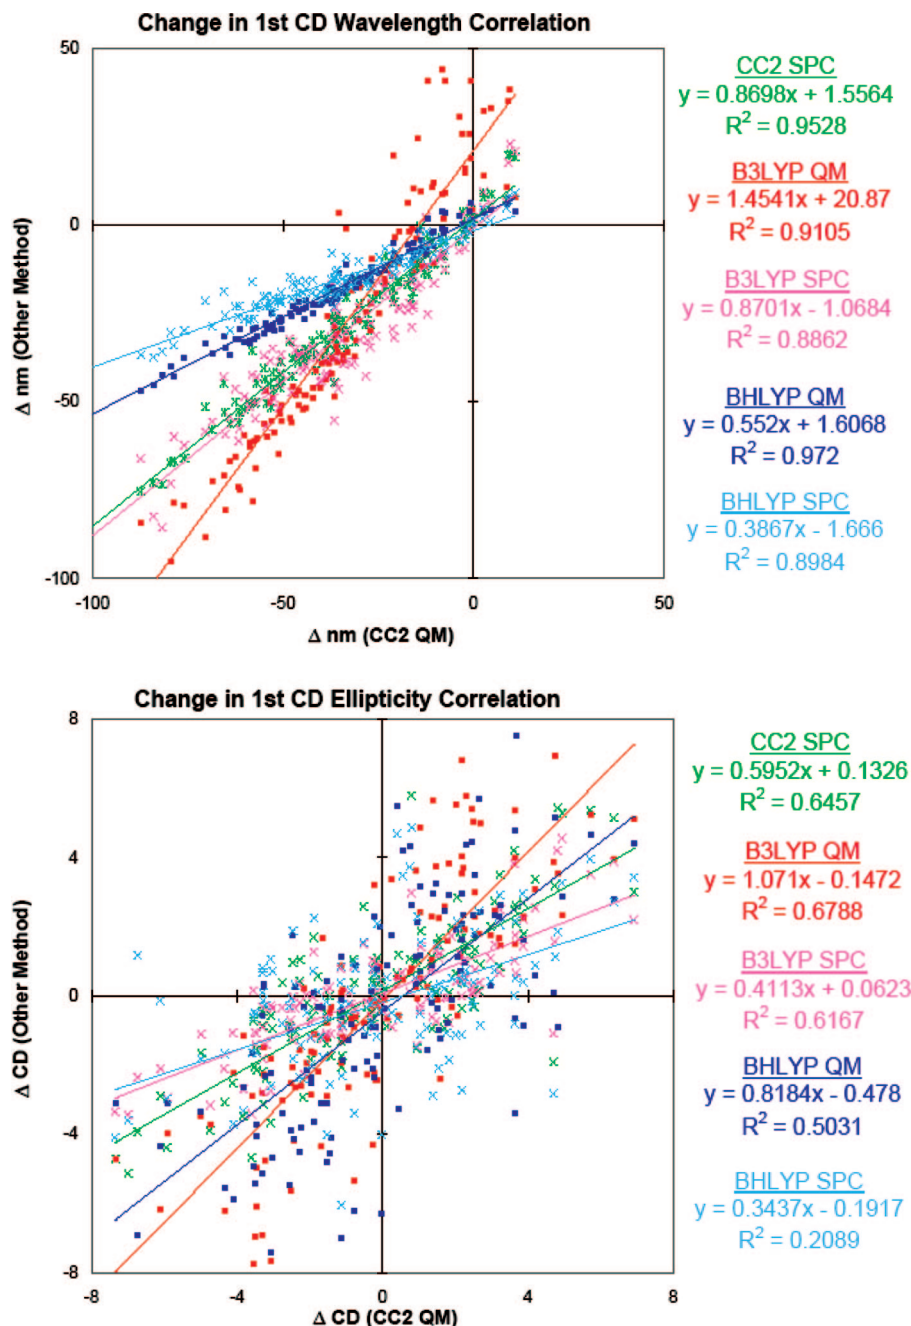 Change in 1st CD Wavelength Correlation
50
0
-50
-100
-100
-50
0
50
Δ nm (Other Method)
Δ nm (CC2 QM)
CC2 SPC
y = 0.8698x + 1.5564
R² = 0.9528
B3LYP QM
y = 1.4541x + 20.87
R² = 0.9105
B3LYP SPC
y = 0.8701x - 1.0684
R² = 0.8862
BHLYP QM
y = 0.552x + 1.6068
R² = 0.972
BHLYP SPC
y = 0.3867x - 1.666
R² = 0.8984
Change in 1st CD Ellipticity Correlation
8
4
0
-4
-8
-8
-4
0
4
8
Δ CD (Other Method)
Δ CD (CC2 QM)
CC2 SPC
y = 0.5952x + 0.1326
R² = 0.6457
B3LYP QM
y = 1.071x - 0.1472
R² = 0.6788
B3LYP SPC
y = 0.4113x + 0.0623
R² = 0.6167
BHLYP QM
y = 0.8184x - 0.478
R² = 0.5031
BHLYP SPC
y = 0.3437x - 0.1917
R² = 0.2089